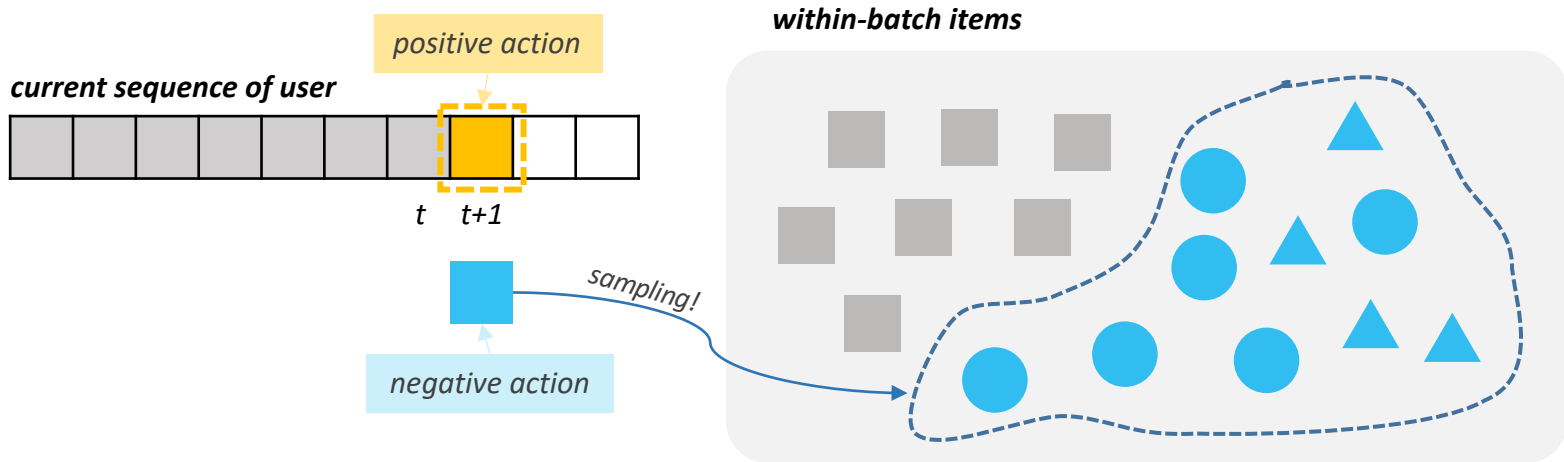 within-batch items
positive action
current sequence of user
t
t+1
sampling!
negative action